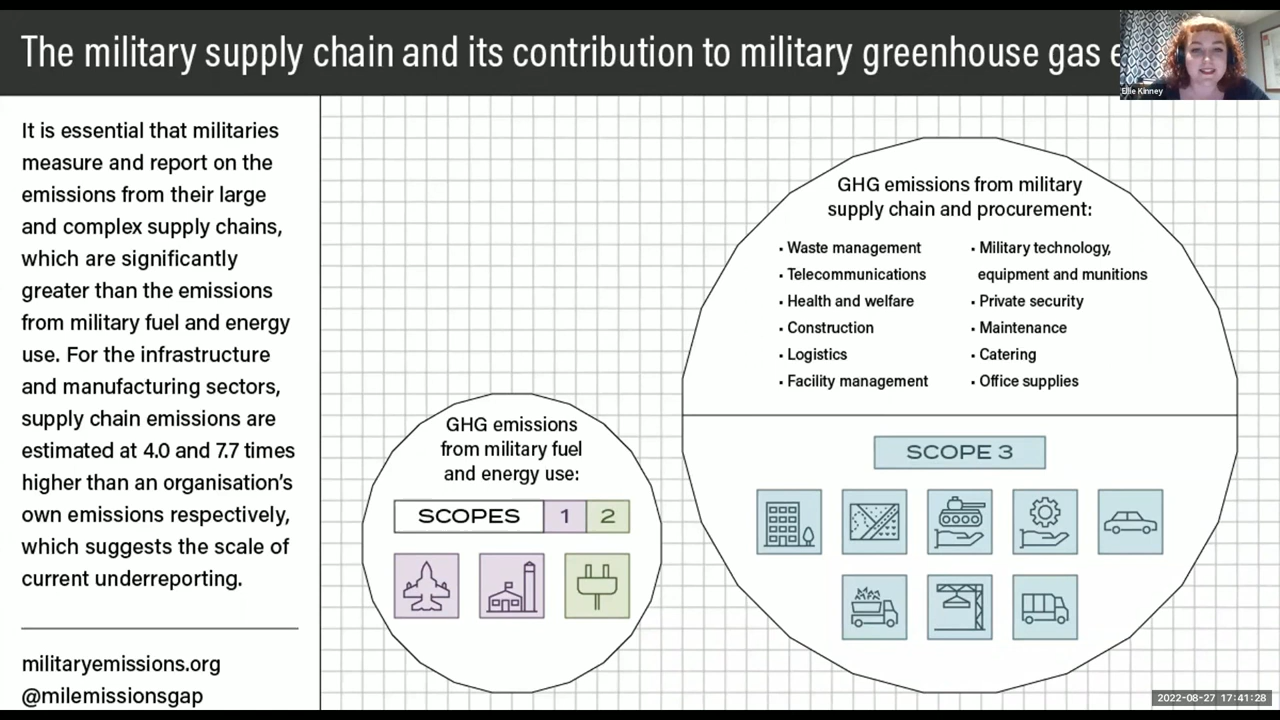 The military supply chain and its contribution to military greenhouse gas
Ellie Kinney
It is essential that militaries
measure and report on the
emissions from their large
and complex supply chains,
which are significantly
greater than the emissions
from military fuel and energy
use. For the infrastructure
and manufacturing sectors,
supply chain emissions are
estimated at 4.0 and 7.7 times
higher than an organisation's
own emissions respectively,
which suggests the scale of
current underreporting.
militaryemissions.org
@milemissionsgap
GHG emissions
from military fuel
and energy use:
SCOPES 1 2
GHG emissions from military
supply chain and procurement:
• Waste management
• Telecommunications
• Health and welfare
• Construction
• Logistics
• Facility management
• Military technology,
equipment and munitions
• Private security
• Maintenance
• Catering
• Office supplies
SCOPE 3
2022-08-27 17:41:28